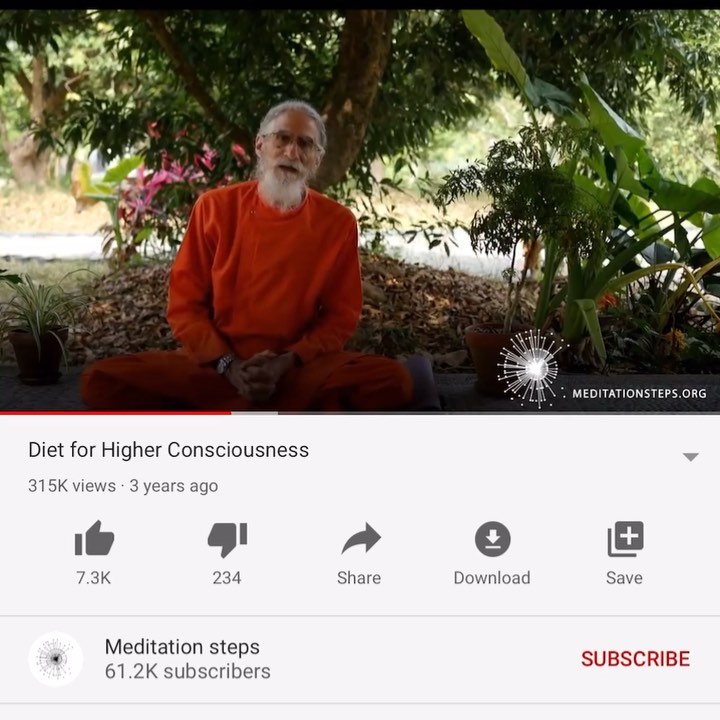 MEDITATIONSTEPS.ORG
Diet for Higher Consciousness
315K views · 3 years ago
7.3K
234
Share
Download
Save
Meditation steps
61.2K subscribers
SUBSCRIBE